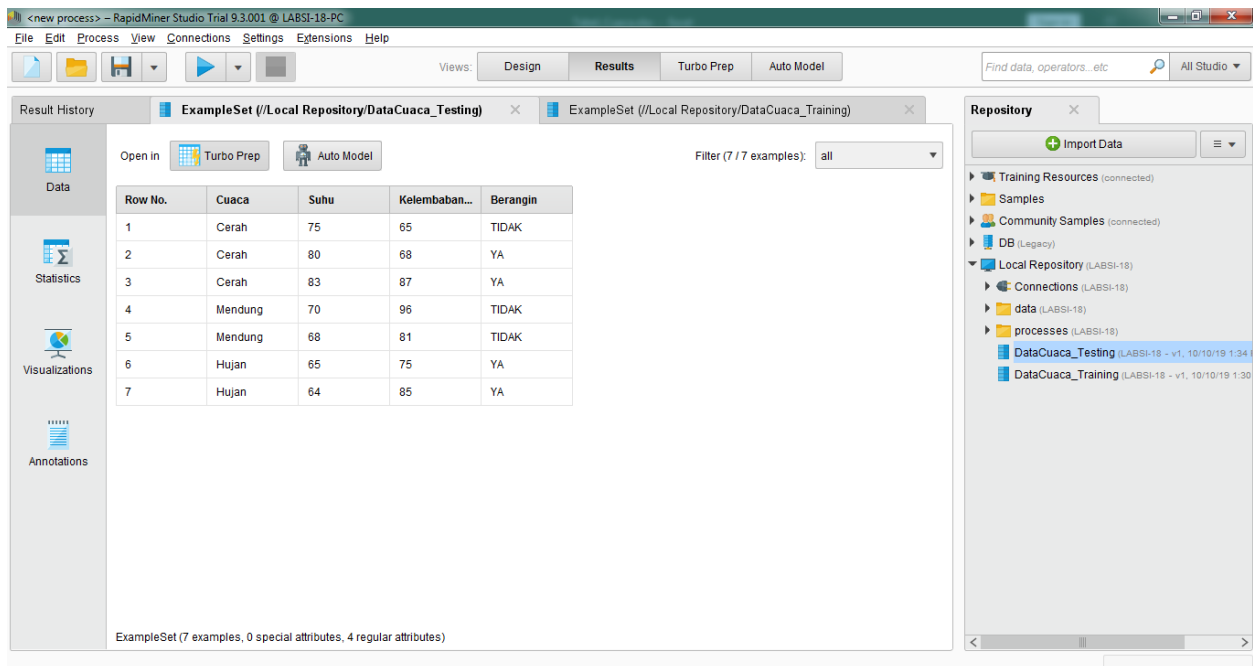 <new process> – RapidMiner Studio Trial 9.3.001 @ LABSI-18-PC
File Edit Process View Connections Settings Extensions Help
Views: Design Results Turbo Prep Auto Model
Find data, operators...etc All Studio
Result History
ExampleSet (//Local Repository/DataCuaca_Testing)
ExampleSet (//Local Repository/DataCuaca_Training)
Repository
Data
Statistics
Visualizations
Annotations
Open in Turbo Prep Auto Model
Filter (7 / 7 examples): all
Row No. Cuaca Suhu Kelembaban... Berangin
1 Cerah 75 65 TIDAK
2 Cerah 80 68 YA
3 Cerah 83 87 YA
4 Mendung 70 96 TIDAK
5 Mendung 68 81 TIDAK
6 Hujan 65 75 YA
7 Hujan 64 85 YA
ExampleSet (7 examples, 0 special attributes, 4 regular attributes)
Import Data
Training Resources (connected)
Samples
Community Samples (connected)
DB (Legacy)
Local Repository (LABSI-18)
Connections (LABSI-18)
data (LABSI-18)
processes (LABSI-18)
DataCuaca_Testing (LABSI-18 - v1, 10/10/19 1:34
DataCuaca_Training (LABSI-18 - v1, 10/10/19 1:30